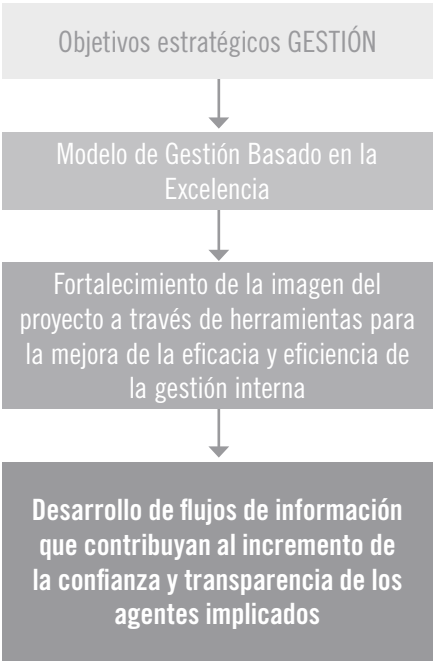 Objetivos estratégicos GESTIÓN
Modelo de Gestión Basado en la
Excelencia
Fortalecimiento de la imagen del
proyecto a través de herramientas para
la mejora de la eficacia y eficiencia de
la gestión interna
Desarrollo de flujos de información
que contribuyan al incremento de
la confianza y transparencia de los
agentes implicados